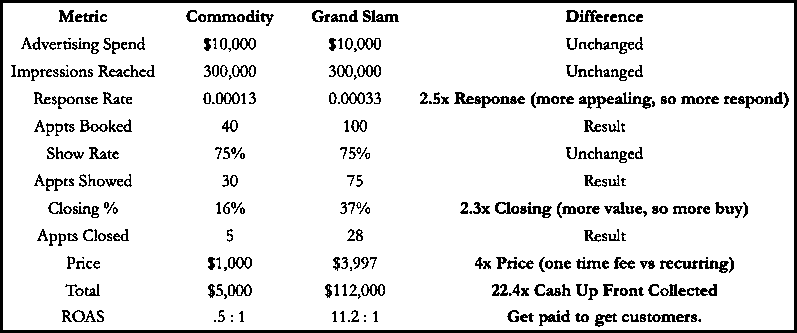 Metric Commodity Grand Slam Difference
Advertising Spend $10,000 $10,000 Unchanged
Impressions Reached 300,000 300,000 Unchanged
Response Rate 0.00013 0.00033 2.5x Response (more appealing, so more respond)
Appts Booked 40 100 Result
Show Rate 75% 75% Unchanged
Appts Showed 30 75 Result
Closing % 16% 37% 2.3x Closing (more value, so more buy)
Appts Closed 5 28 Result
Price $1,000 $3,997 4x Price (one time fee vs recurring)
Total $5,000 $112,000 22.4x Cash Up Front Collected
ROAS .5 : 1 11.2 : 1 Get paid to get customers.